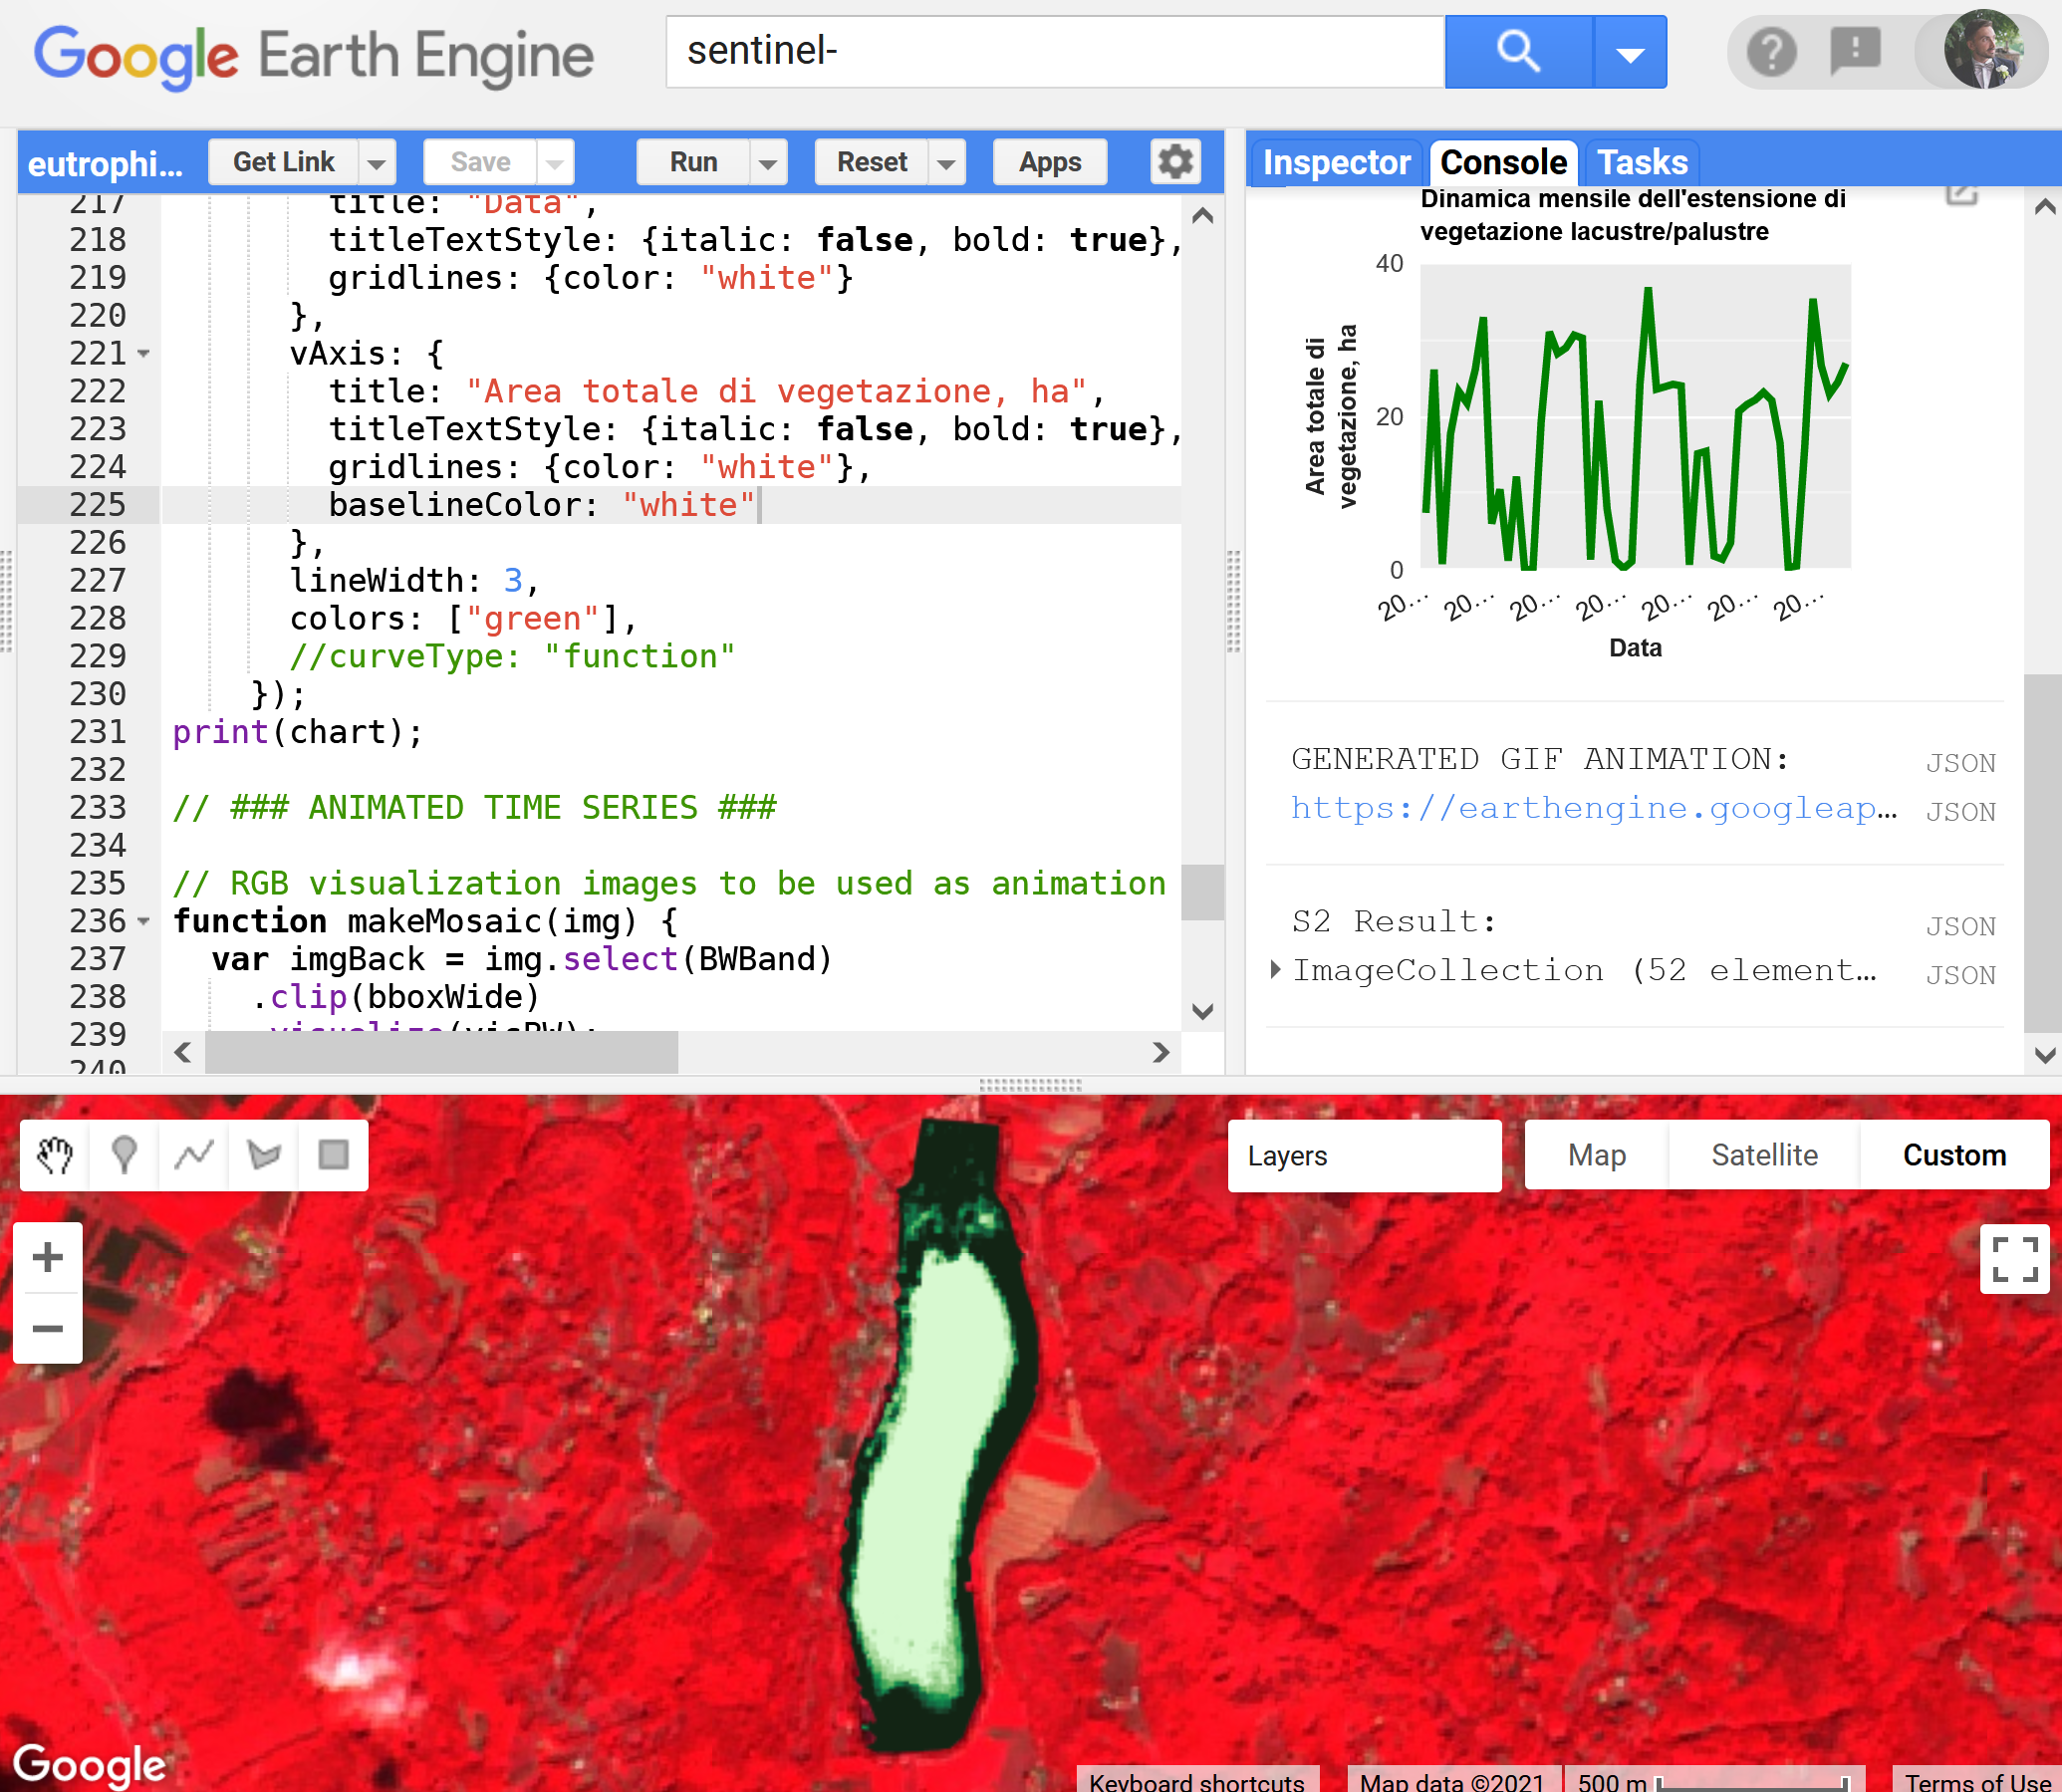 Google Earth Engine
sentinel-
eutrophi...
Get Link
Save
Run
Reset
Apps
217 title: "Data",
218 titleTextStyle: {italic: false, bold: true},
219 gridlines: {color: "white"}
220 },
221 vAxis: {
222 title: "Area totale di vegetazione, ha",
223 titleTextStyle: {italic: false, bold: true},
224 gridlines: {color: "white"},
225 baselineColor: "white"
226 },
227 lineWidth: 3,
228 colors: ["green"],
229 //curveType: "function"
230 });
231 print(chart);
232
233 // ### ANIMATED TIME SERIES ###
234
235 // RGB visualization images to be used as animation
236 function makeMosaic(img) {
237 var imgBack = img.select(BWBand)
238 .clip(bboxWide)
239 .visualize(visBW);
240
Inspector
Console
Tasks
Dinamica mensile dell'estensione di
vegetazione lacustre/palustre
40
20
0
Area totale di
vegetazione, ha
20... 20... 20... 20... 20... 20... 20...
Data
GENERATED GIF ANIMATION: JSON
https://earthengine.googleap... JSON
S2 Result: JSON
ImageCollection (52 element... JSON
Layers
Map
Satellite
Custom
Google
Keyboard shortcuts
Map data ©2021
500 m
Terms of Use